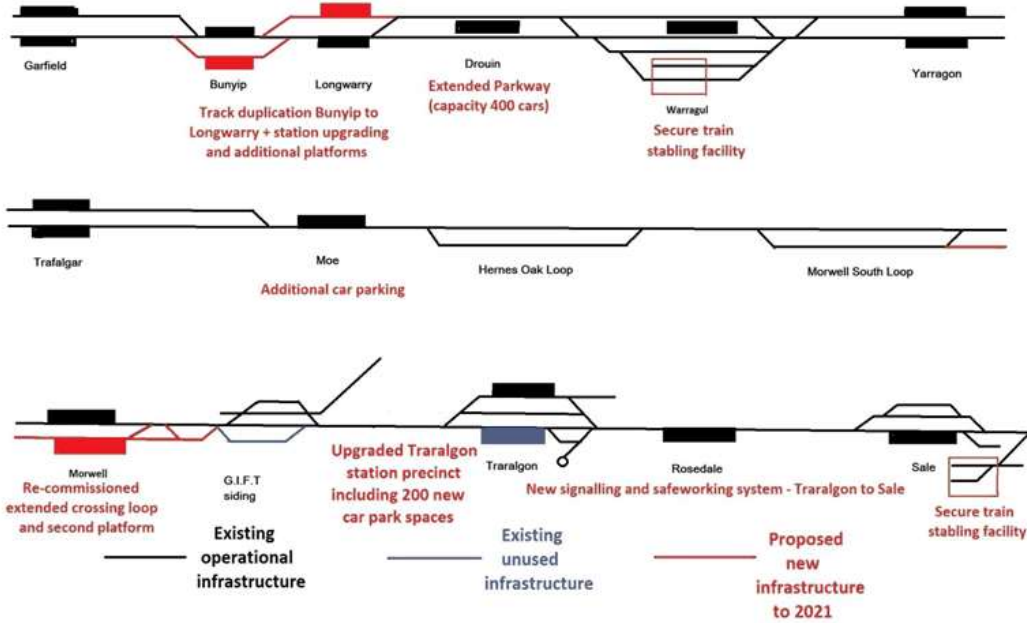 Garfield
Bunyip
Longwarry
Drouin
Warragul
Yarragon
Track duplication Bunyip to
Longwarry + station upgrading
and additional platforms
Extended Parkway
(capacity 400 cars)
Secure train
stabling facility
Trafalgar
Moe
Hernes Oak Loop
Morwell South Loop
Additional car parking
Morwell
Re-commissioned
extended crossing loop
and second platform
G.I.F.T
siding
Upgraded Traralgon
station precinct
including 200 new
car park spaces
Traralgon
Rosedale
Sale
New signalling and safeworking system - Traralgon to Sale
Secure train
stabling facility
Existing
operational
infrastructure
Existing
unused
infrastructure
Proposed
new
infrastructure
to 2021